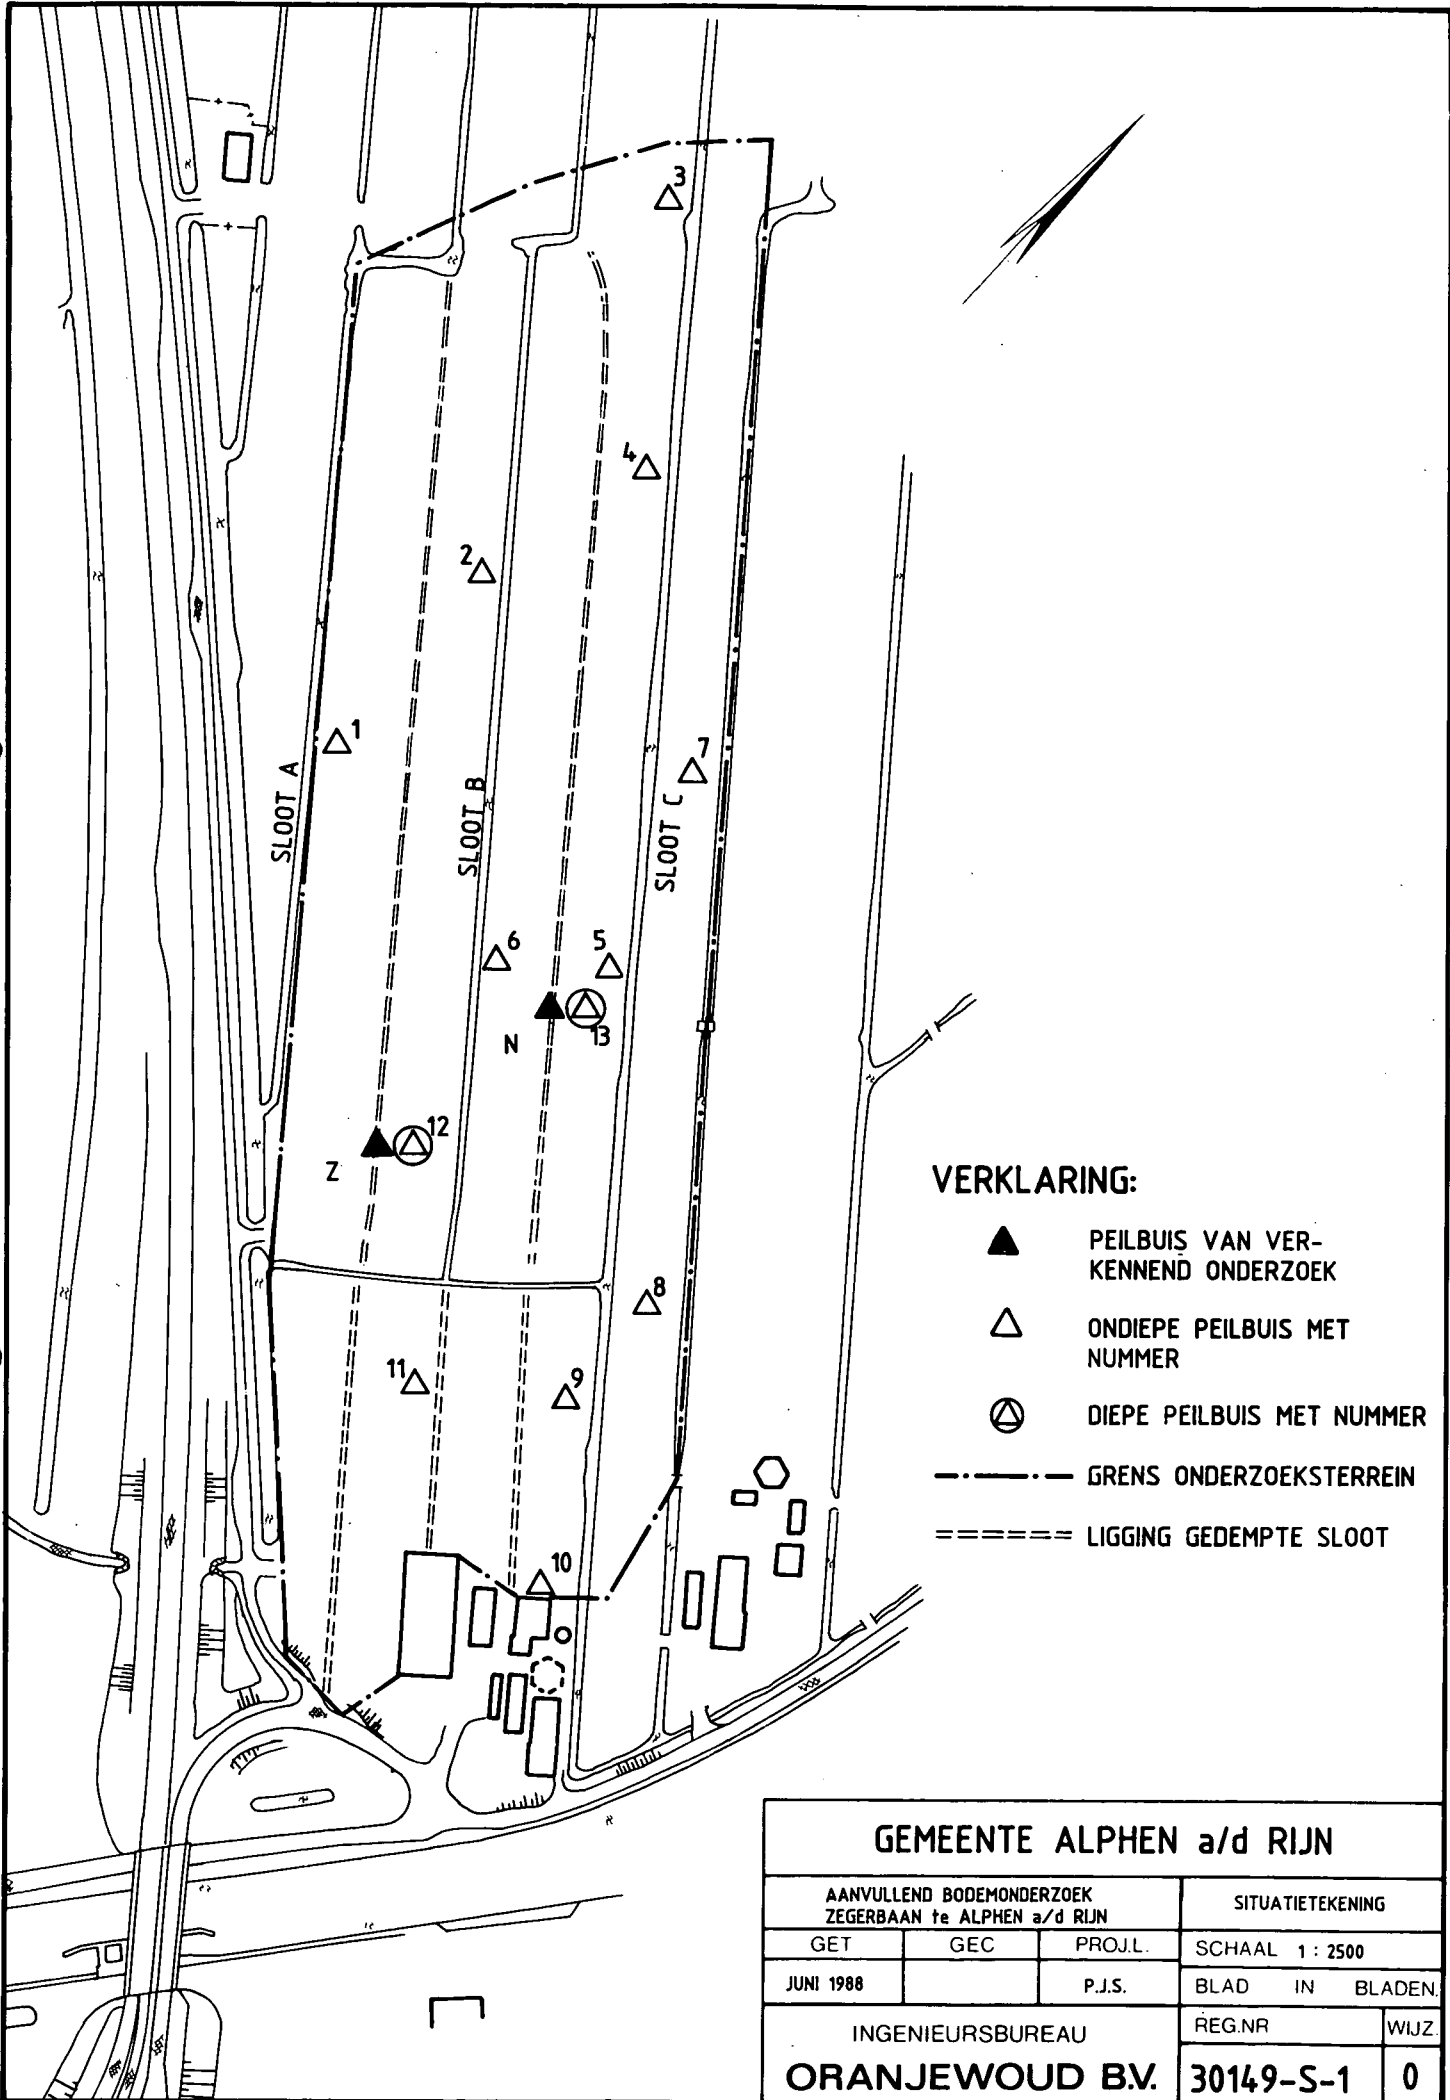 3
4
2
1
7
SLOOT A
SLOOT B
SLOOT C
6
5
N
13
12
Z
8
11
9
10
VERKLARING:
PEILBUIS VAN VER-
KENNEND ONDERZOEK
ONDIEPE PEILBUIS MET
NUMMER
DIEPE PEILBUIS MET NUMMER
GRENS ONDERZOEKSTERREIN
LIGGING GEDEMPTE SLOOT
GEMEENTE ALPHEN a/d RIJN
AANVULLEND BODEMONDERZOEK
ZEGERBAAN te ALPHEN a/d RIJN
SITUATIETEKENING
GET GEC PROJ.L. SCHAAL 1 : 2500
JUNI 1988 P.J.S. BLAD IN BLADEN.
INGENIEURSBUREAU
ORANJEWOUD B.V.
REG.NR WIJZ.
30149-S-1 0